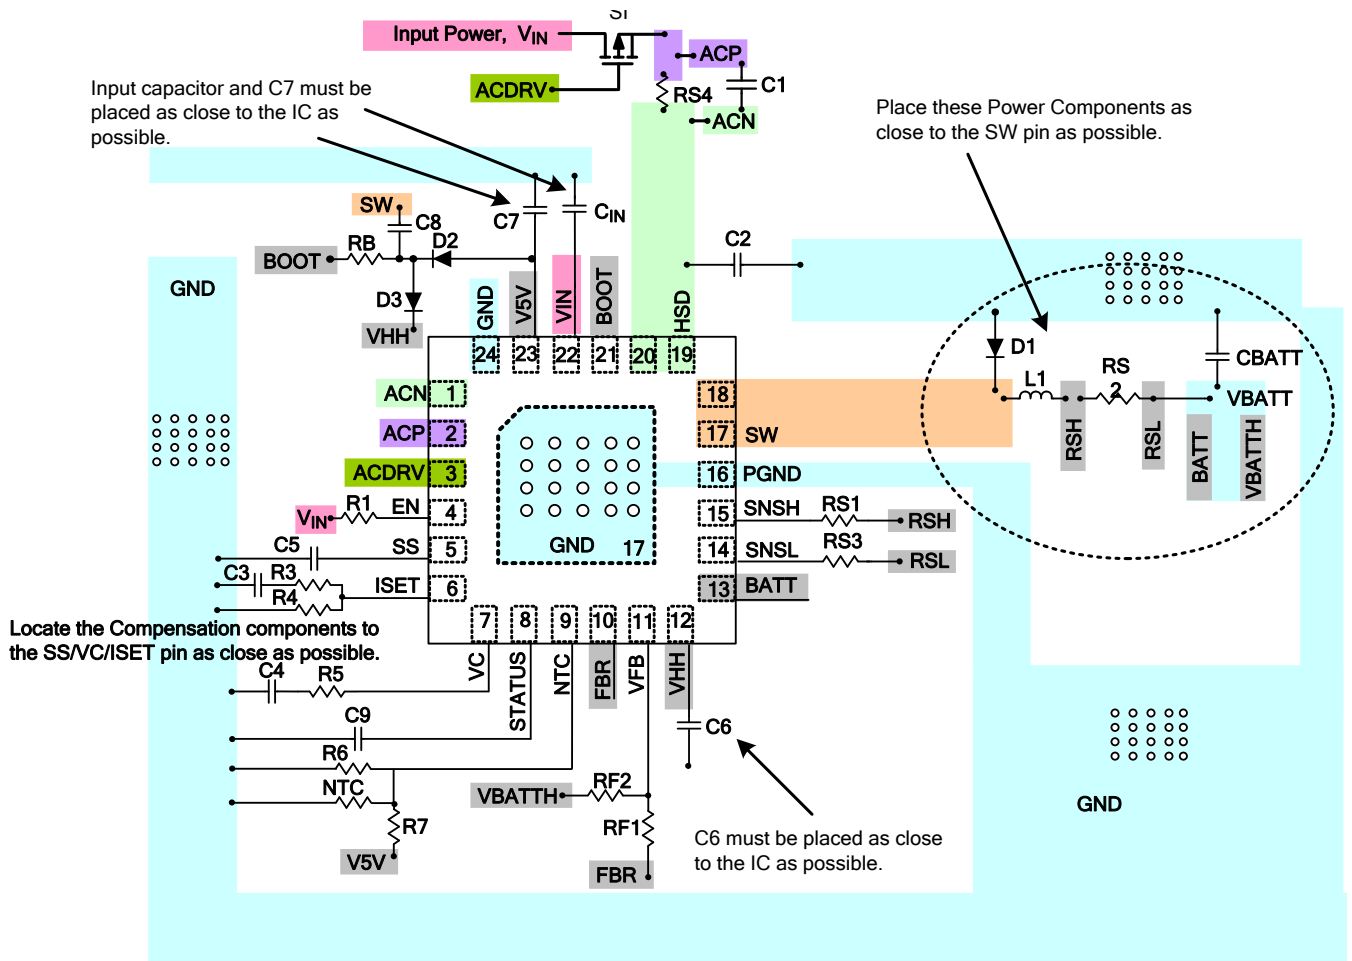 S1
Input Power, VIN
ACP
ACDRV
RS4
C1
ACN
Input capacitor and C7 must be
placed as close to the IC as
possible.
Place these Power Components as
close to the SW pin as possible.
SW
C8
C7
CIN
RB
D2
BOOT
C2
GND
D3
VHH
GND
V5V
VIN
BOOT
HSD
24
23
22
21
20
19
D1
CBATT
L1
RS
2
VBATT
RSH
RSL
BATT
VBATTH
ACN
1
ACP
2
ACDRV
3
VIN
R1
EN
4
C5
SS
5
C3
R3
R4
ISET
6
18
17
SW
16
PGND
15
SNSH
RS1
RSH
14
SNSL
RS3
RSL
13
BATT
GND
17
7
8
9
10
11
12
Locate the Compensation components to
the SS/VC/ISET pin as close as possible.
VC
STATUS
NTC
FBR
VFB
VHH
C4
R5
C9
R6
NTC
R7
V5V
C6
VBATTH
RF2
RF1
FBR
C6 must be placed as close
to the IC as possible.
GND